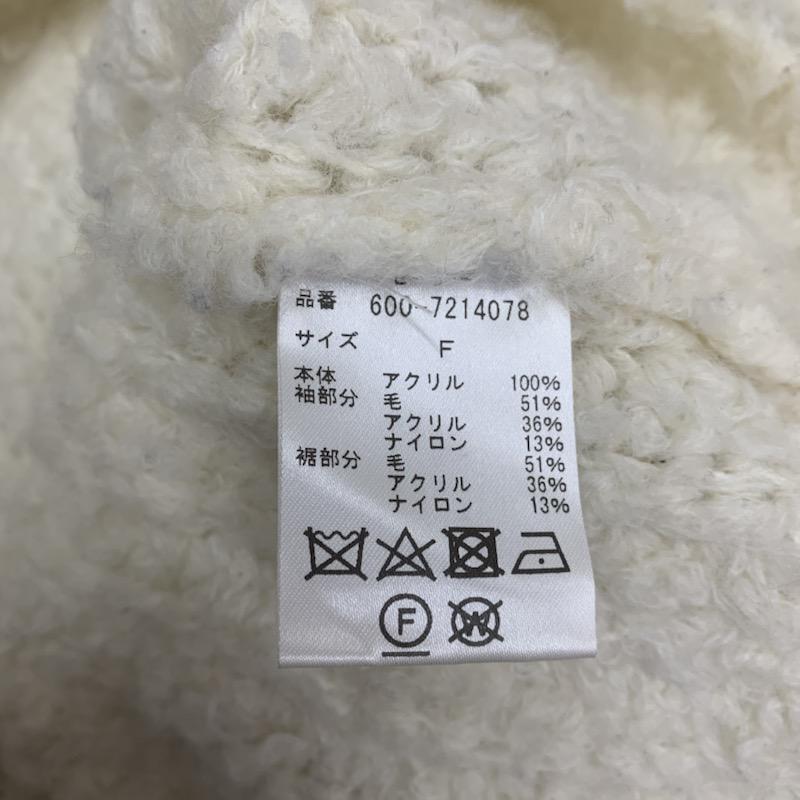 品番 600-7214078
サイズ F
本体 アクリル 100%
袖部分 毛 51%
アクリル 36%
ナイロン 13%
裾部分 毛 51%
アクリル 36%
ナイロン 13%
F W